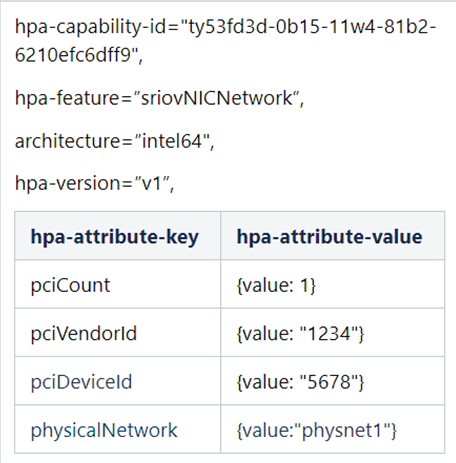 hpa-capability-id="ty53fd3d-0b15-11w4-81b2-
6210efc6dff9",
hpa-feature=”sriovNICNetwork”,
architecture=”intel64",
hpa-version=”v1”,
hpa-attribute-key hpa-attribute-value
pciCount {value: 1}
pciVendorId {value: "1234"}
pciDeviceId {value: "5678"}
physicalNetwork {value:"physnet1"}